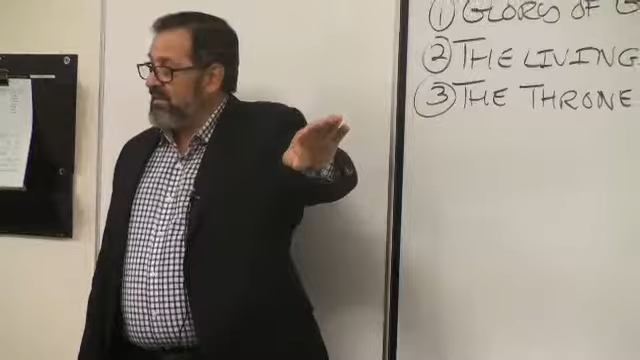 ① GLORY OF G
② THE LIVING
③ THE THRONE